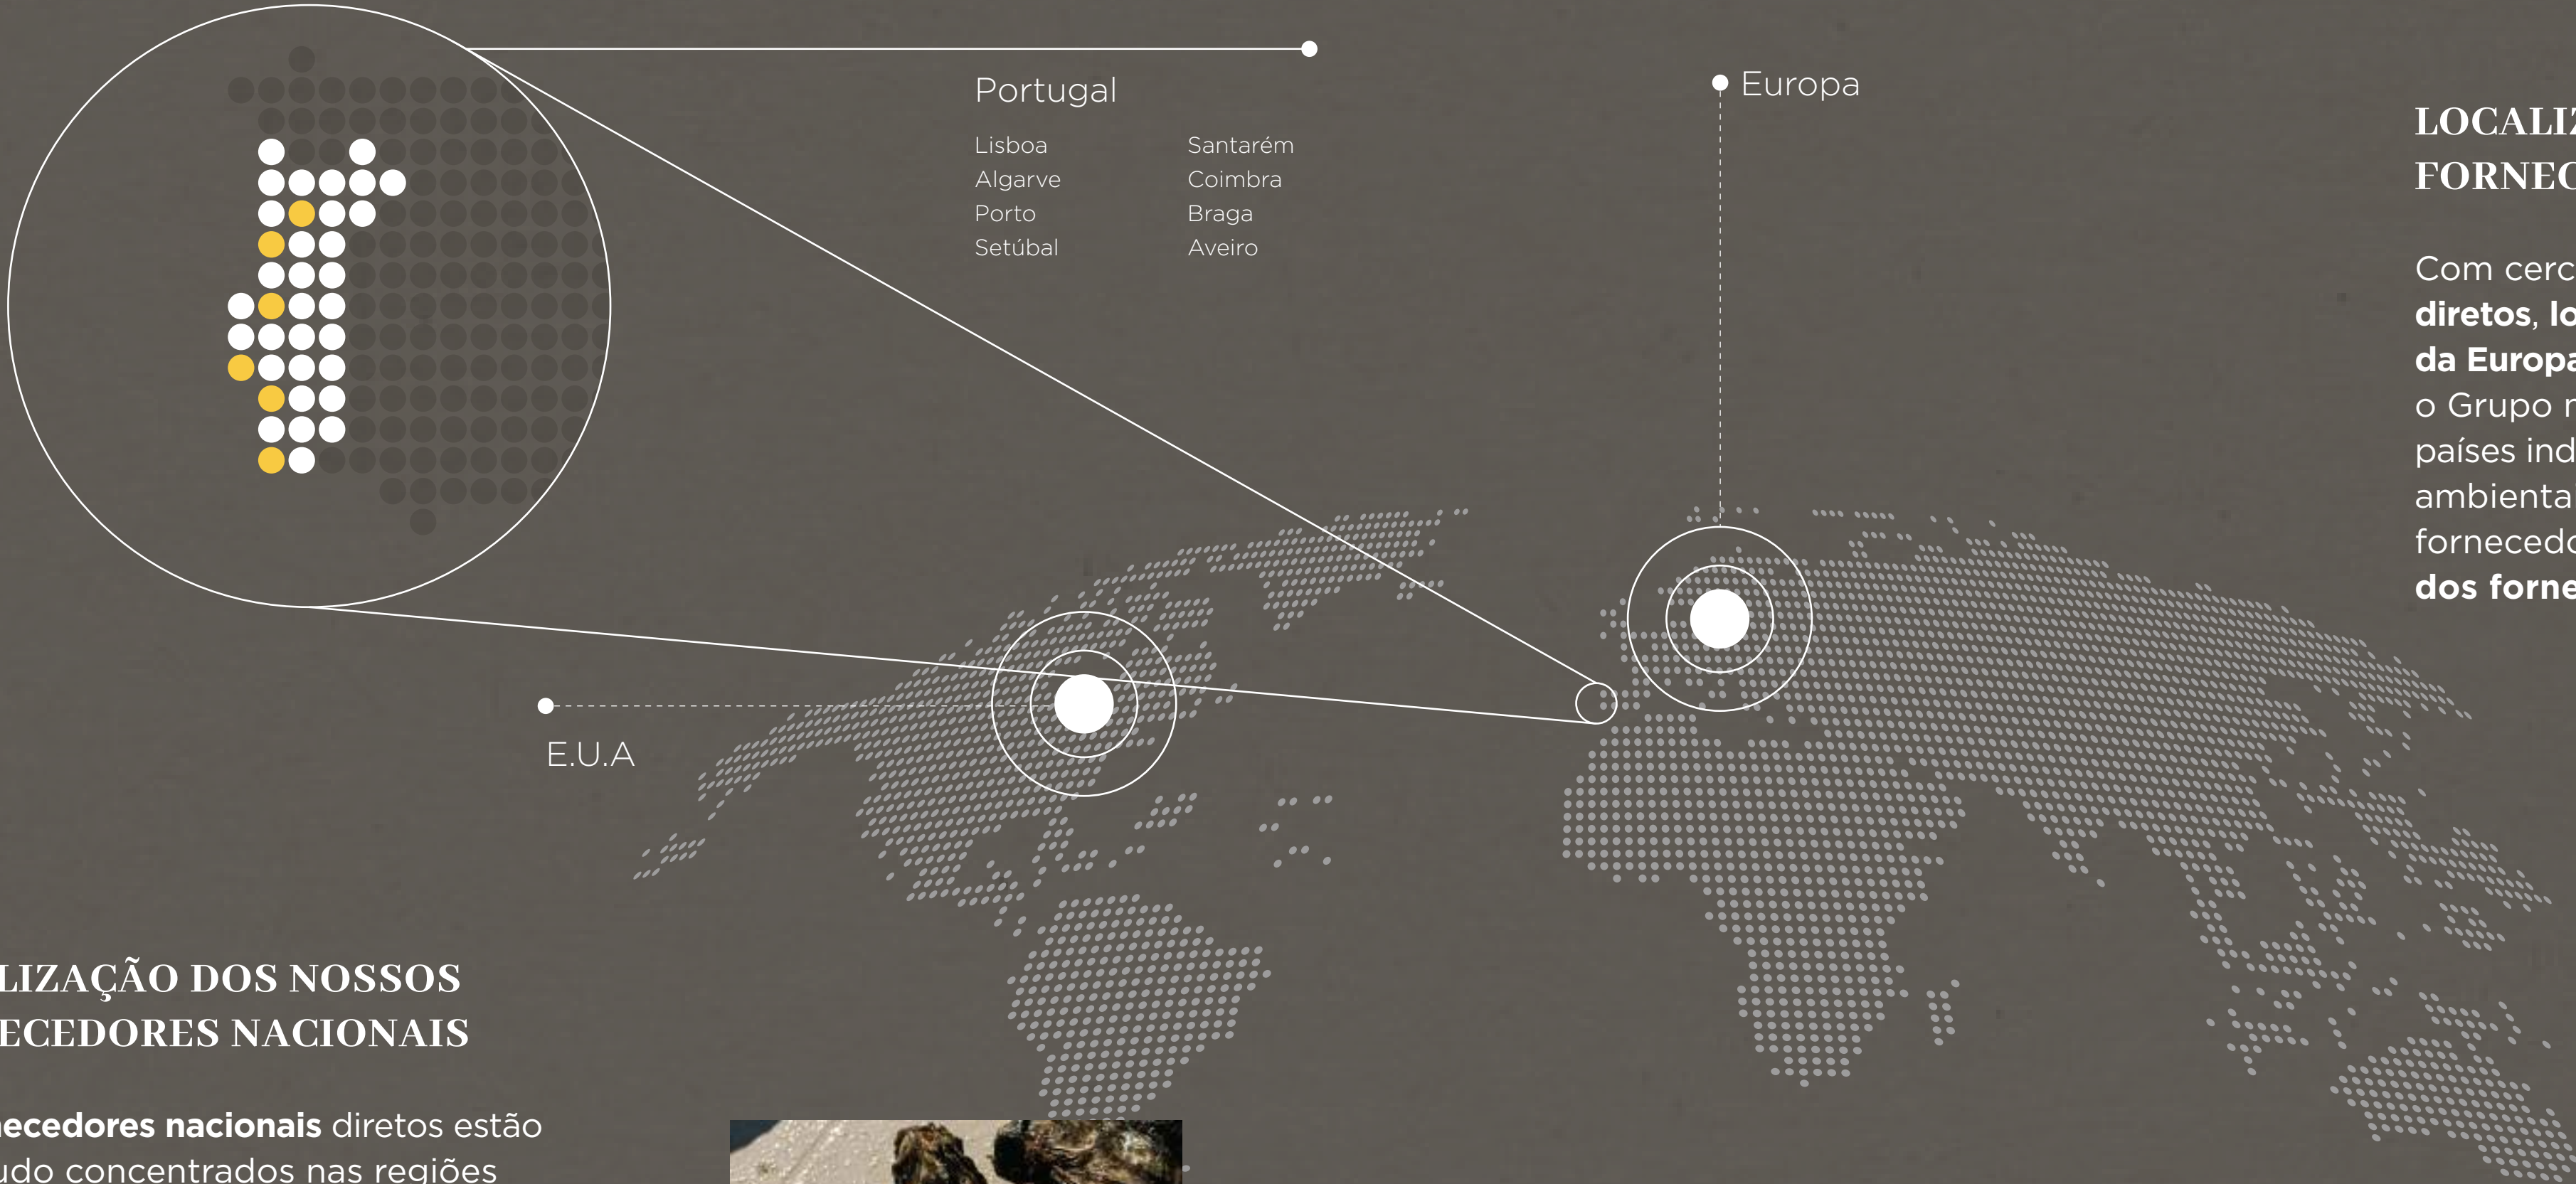 Portugal
Lisboa
Algarve
Porto
Setúbal
Santarém
Coimbra
Braga
Aveiro
Europa
E.U.A
LIZAÇÃO DOS NOSSOS
ECEDORES NACIONAIS
necedores nacionais diretos estão
udo concentrados nas regiões
LOCALIZ
FORNEC
Com cerc
diretos, lo
da Europa
o Grupo
países ind
ambienta
fornecedo
dos forne